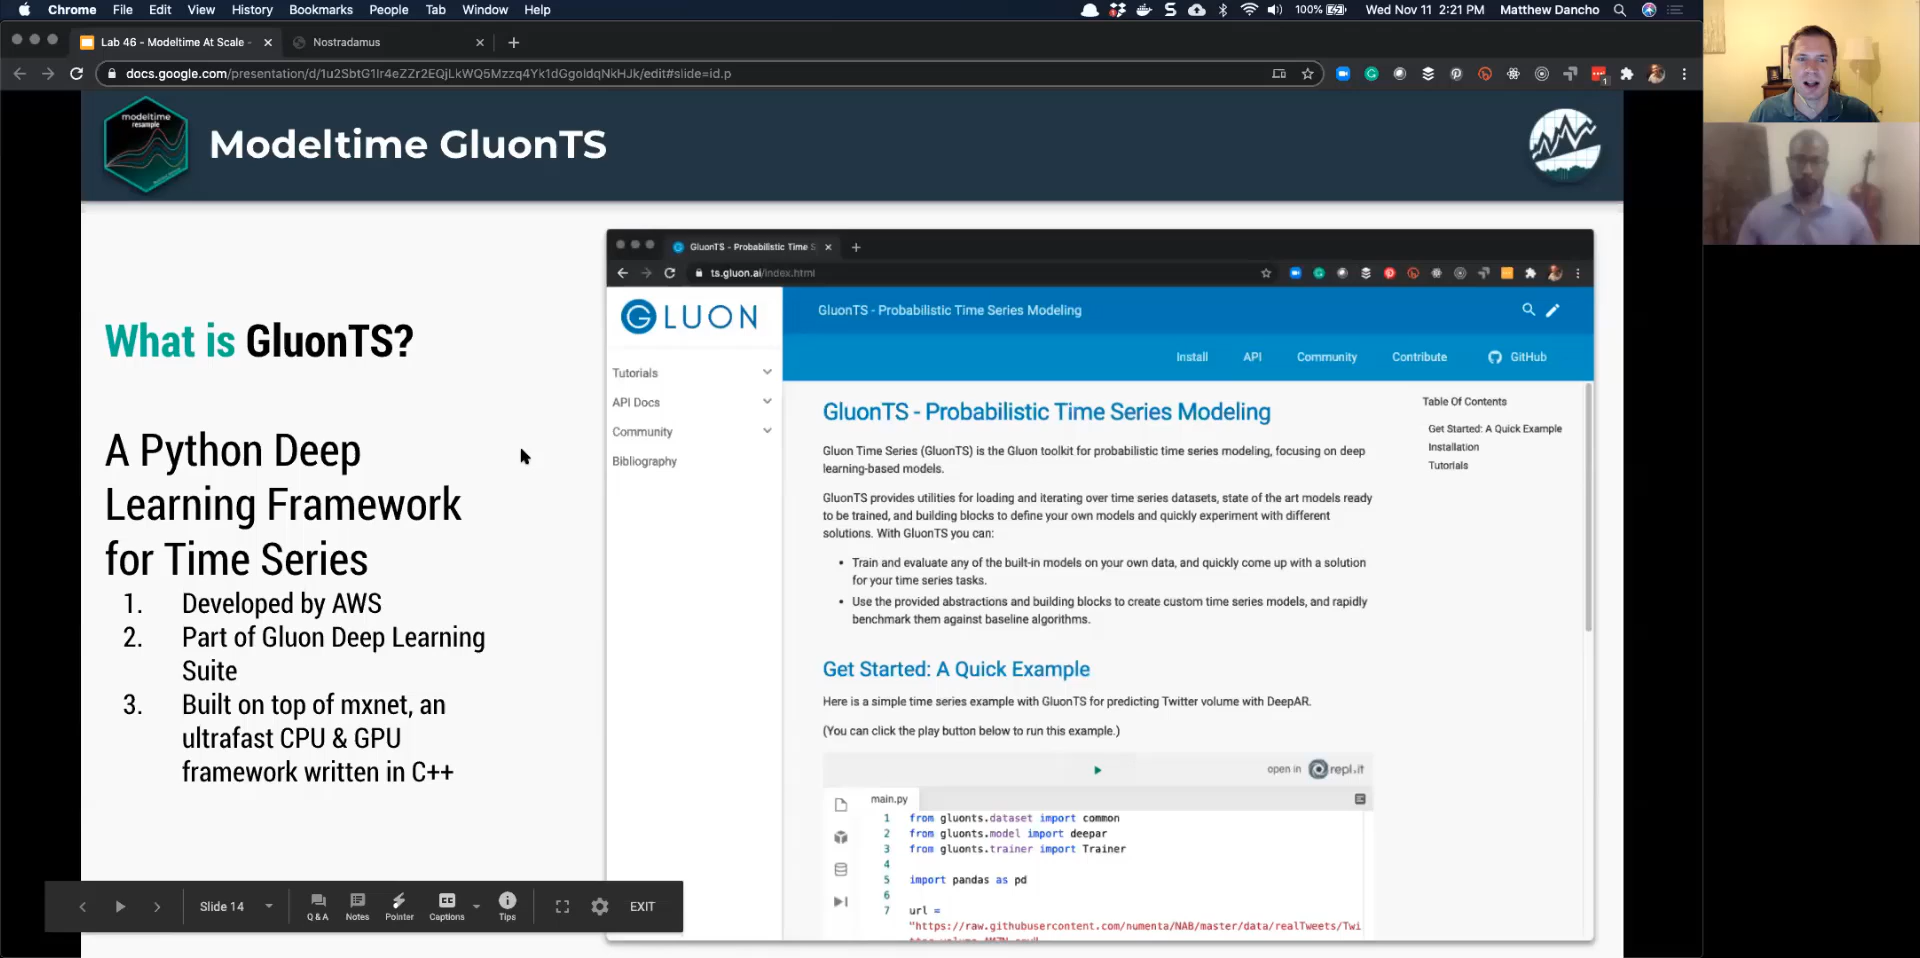 Chrome File Edit View History Bookmarks People Tab Window Help 100% Wed Nov 11 2:21 PM Matthew Dancho
Lab 46 - Modeltime At Scale - Nostradamus
docs.google.com/presentation/d/1u2SbtG1Ir4eZZr2EQjLkWQ5Mzzq4Yk1dGgoldqNkHJk/edit#slide=id.p
modeltime
resample
Modeltime GluonTS
What is GluonTS?
A Python Deep
Learning Framework
for Time Series
1. Developed by AWS
2. Part of Gluon Deep Learning
Suite
3. Built on top of mxnet, an
ultrafast CPU & GPU
framework written in C++
GluonTS - Probabilistic Time S
ts.gluon.ai/index.html
GLUON
GluonTS - Probabilistic Time Series Modeling
Install API Community Contribute GitHub
Tutorials
API Docs
Community
Bibliography
GluonTS - Probabilistic Time Series Modeling
Gluon Time Series (GluonTS) is the Gluon toolkit for probabilistic time series modeling, focusing on deep
learning-based models.
GluonTS provides utilities for loading and iterating over time series datasets, state of the art models ready
to be trained, and building blocks to define your own models and quickly experiment with different
solutions. With GluonTS you can:
• Train and evaluate any of the built-in models on your own data, and quickly come up with a solution
for your time series tasks.
• Use the provided abstractions and building blocks to create custom time series models, and rapidly
benchmark them against baseline algorithms.
Table Of Contents
Get Started: A Quick Example
Installation
Tutorials
Get Started: A Quick Example
Here is a simple time series example with GluonTS for predicting Twitter volume with DeepAR.
(You can click the play button below to run this example.)
open in repl.it
main.py
1 from gluonts.dataset import common
2 from gluonts.model import deepar
3 from gluonts.trainer import Trainer
4
5 import pandas as pd
6
7 url =
"https://raw.githubusercontent.com/numenta/NAB/master/data/realTweets/Twi
Slide 14 Q & A Notes Pointer Captions Tips EXIT